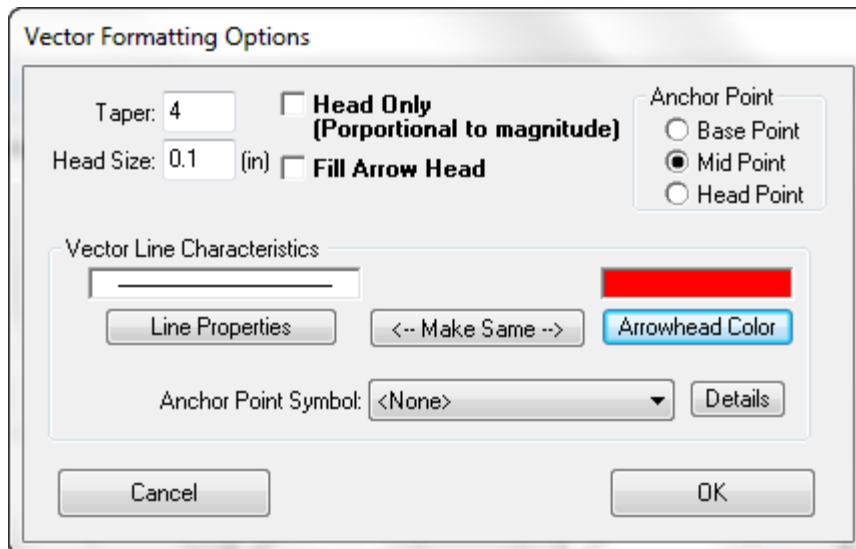 Vector Formatting Options
Taper: 4
Head Size: 0.1 (in)
Head Only
(Porportional to magnitude)
Fill Arrow Head
Anchor Point
Base Point
Mid Point
Head Point
Vector Line Characteristics
Line Properties
<-- Make Same -->
Arrowhead Color
Anchor Point Symbol: <None>
Details
Cancel
OK